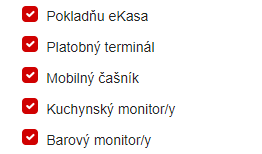 Pokladňu eKasa
Platobný terminál
Mobilný čašník
Kuchynský monitor/y
Barový monitor/y